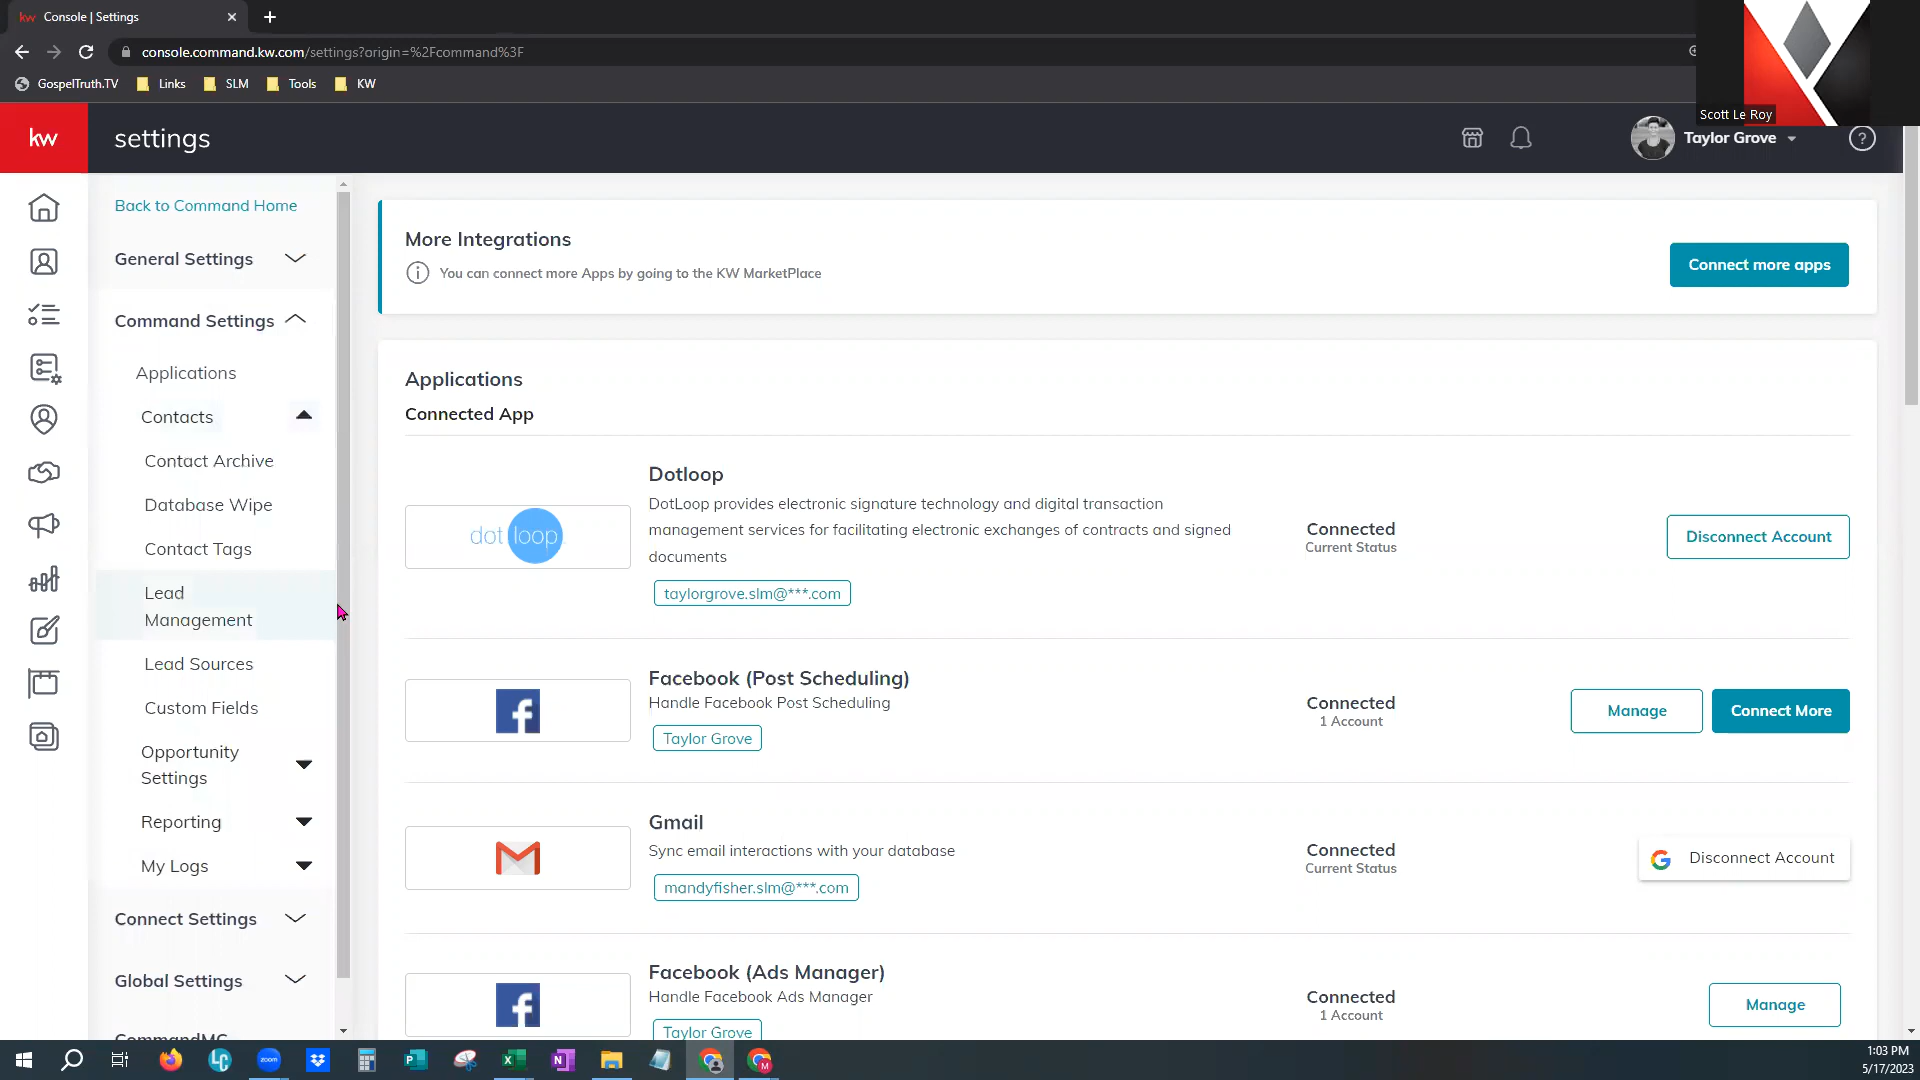 kw Console | Settings
console.command.kw.com/settings?origin=%2Fcommand%3F
GospelTruth.TV Links SLM Tools KW
Scott Le Roy
kw settings Taylor Grove ?
Back to Command Home
General Settings
Command Settings
Applications
Contacts
Contact Archive
Database Wipe
Contact Tags
Lead
Management
Lead Sources
Custom Fields
Opportunity
Settings
Reporting
My Logs
Connect Settings
Global Settings
CommandMC
More Integrations
You can connect more Apps by going to the KW MarketPlace
Connect more apps
Applications
Connected App
dot loop
Dotloop
DotLoop provides electronic signature technology and digital transaction
management services for facilitating electronic exchanges of contracts and signed
documents
taylorgrove.slm@***.com
Connected
Current Status
Disconnect Account
Facebook (Post Scheduling)
Handle Facebook Post Scheduling
Taylor Grove
Connected
1 Account
Manage Connect More
Gmail
Sync email interactions with your database
mandyfisher.slm@***.com
Connected
Current Status
Disconnect Account
Facebook (Ads Manager)
Handle Facebook Ads Manager
Taylor Grove
Connected
1 Account
Manage
1:03 PM
5/17/2023